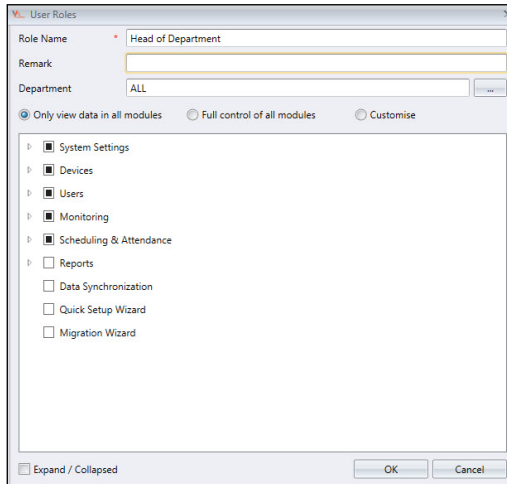 User Roles
Role Name * Head of Department
Remark
Department ALL ...
Only view data in all modules Full control of all modules Customise
System Settings
Devices
Users
Monitoring
Scheduling & Attendance
Reports
Data Synchronization
Quick Setup Wizard
Migration Wizard
Expand / Collapsed OK Cancel